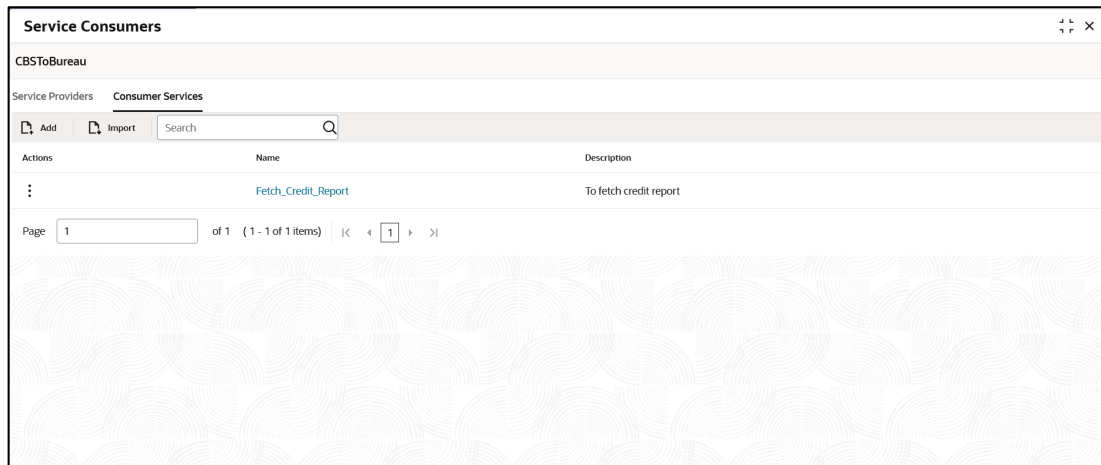 Service Consumers
CBSToBureau
Service Providers Consumer Services
Add Import Search
Actions Name Description
Fetch_Credit_Report To fetch credit report
Page 1 of 1 ( 1 - 1 of 1 items) 1